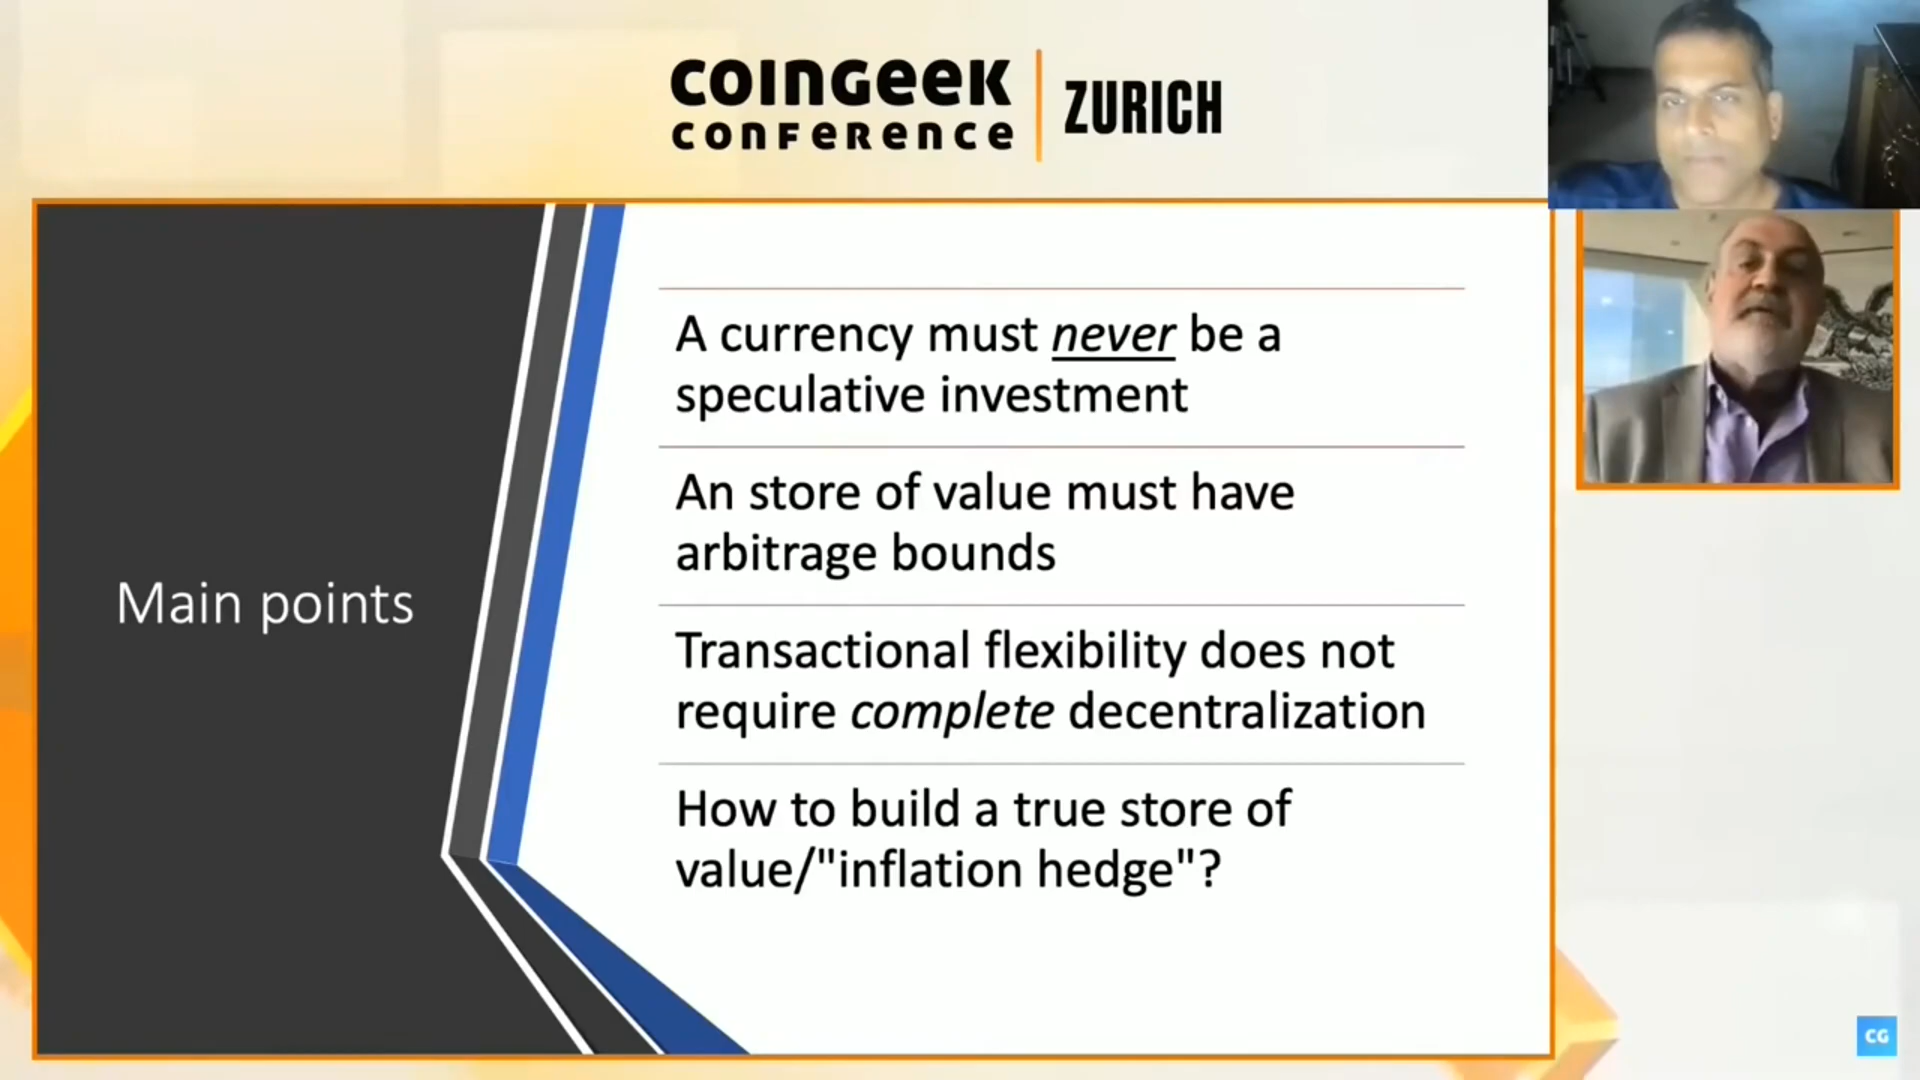 COINGEEK
CONFERENCE
ZURICH
Main points
A currency must never be a
speculative investment
An store of value must have
arbitrage bounds
Transactional flexibility does not
require complete decentralization
How to build a true store of
value/"inflation hedge"?
CG